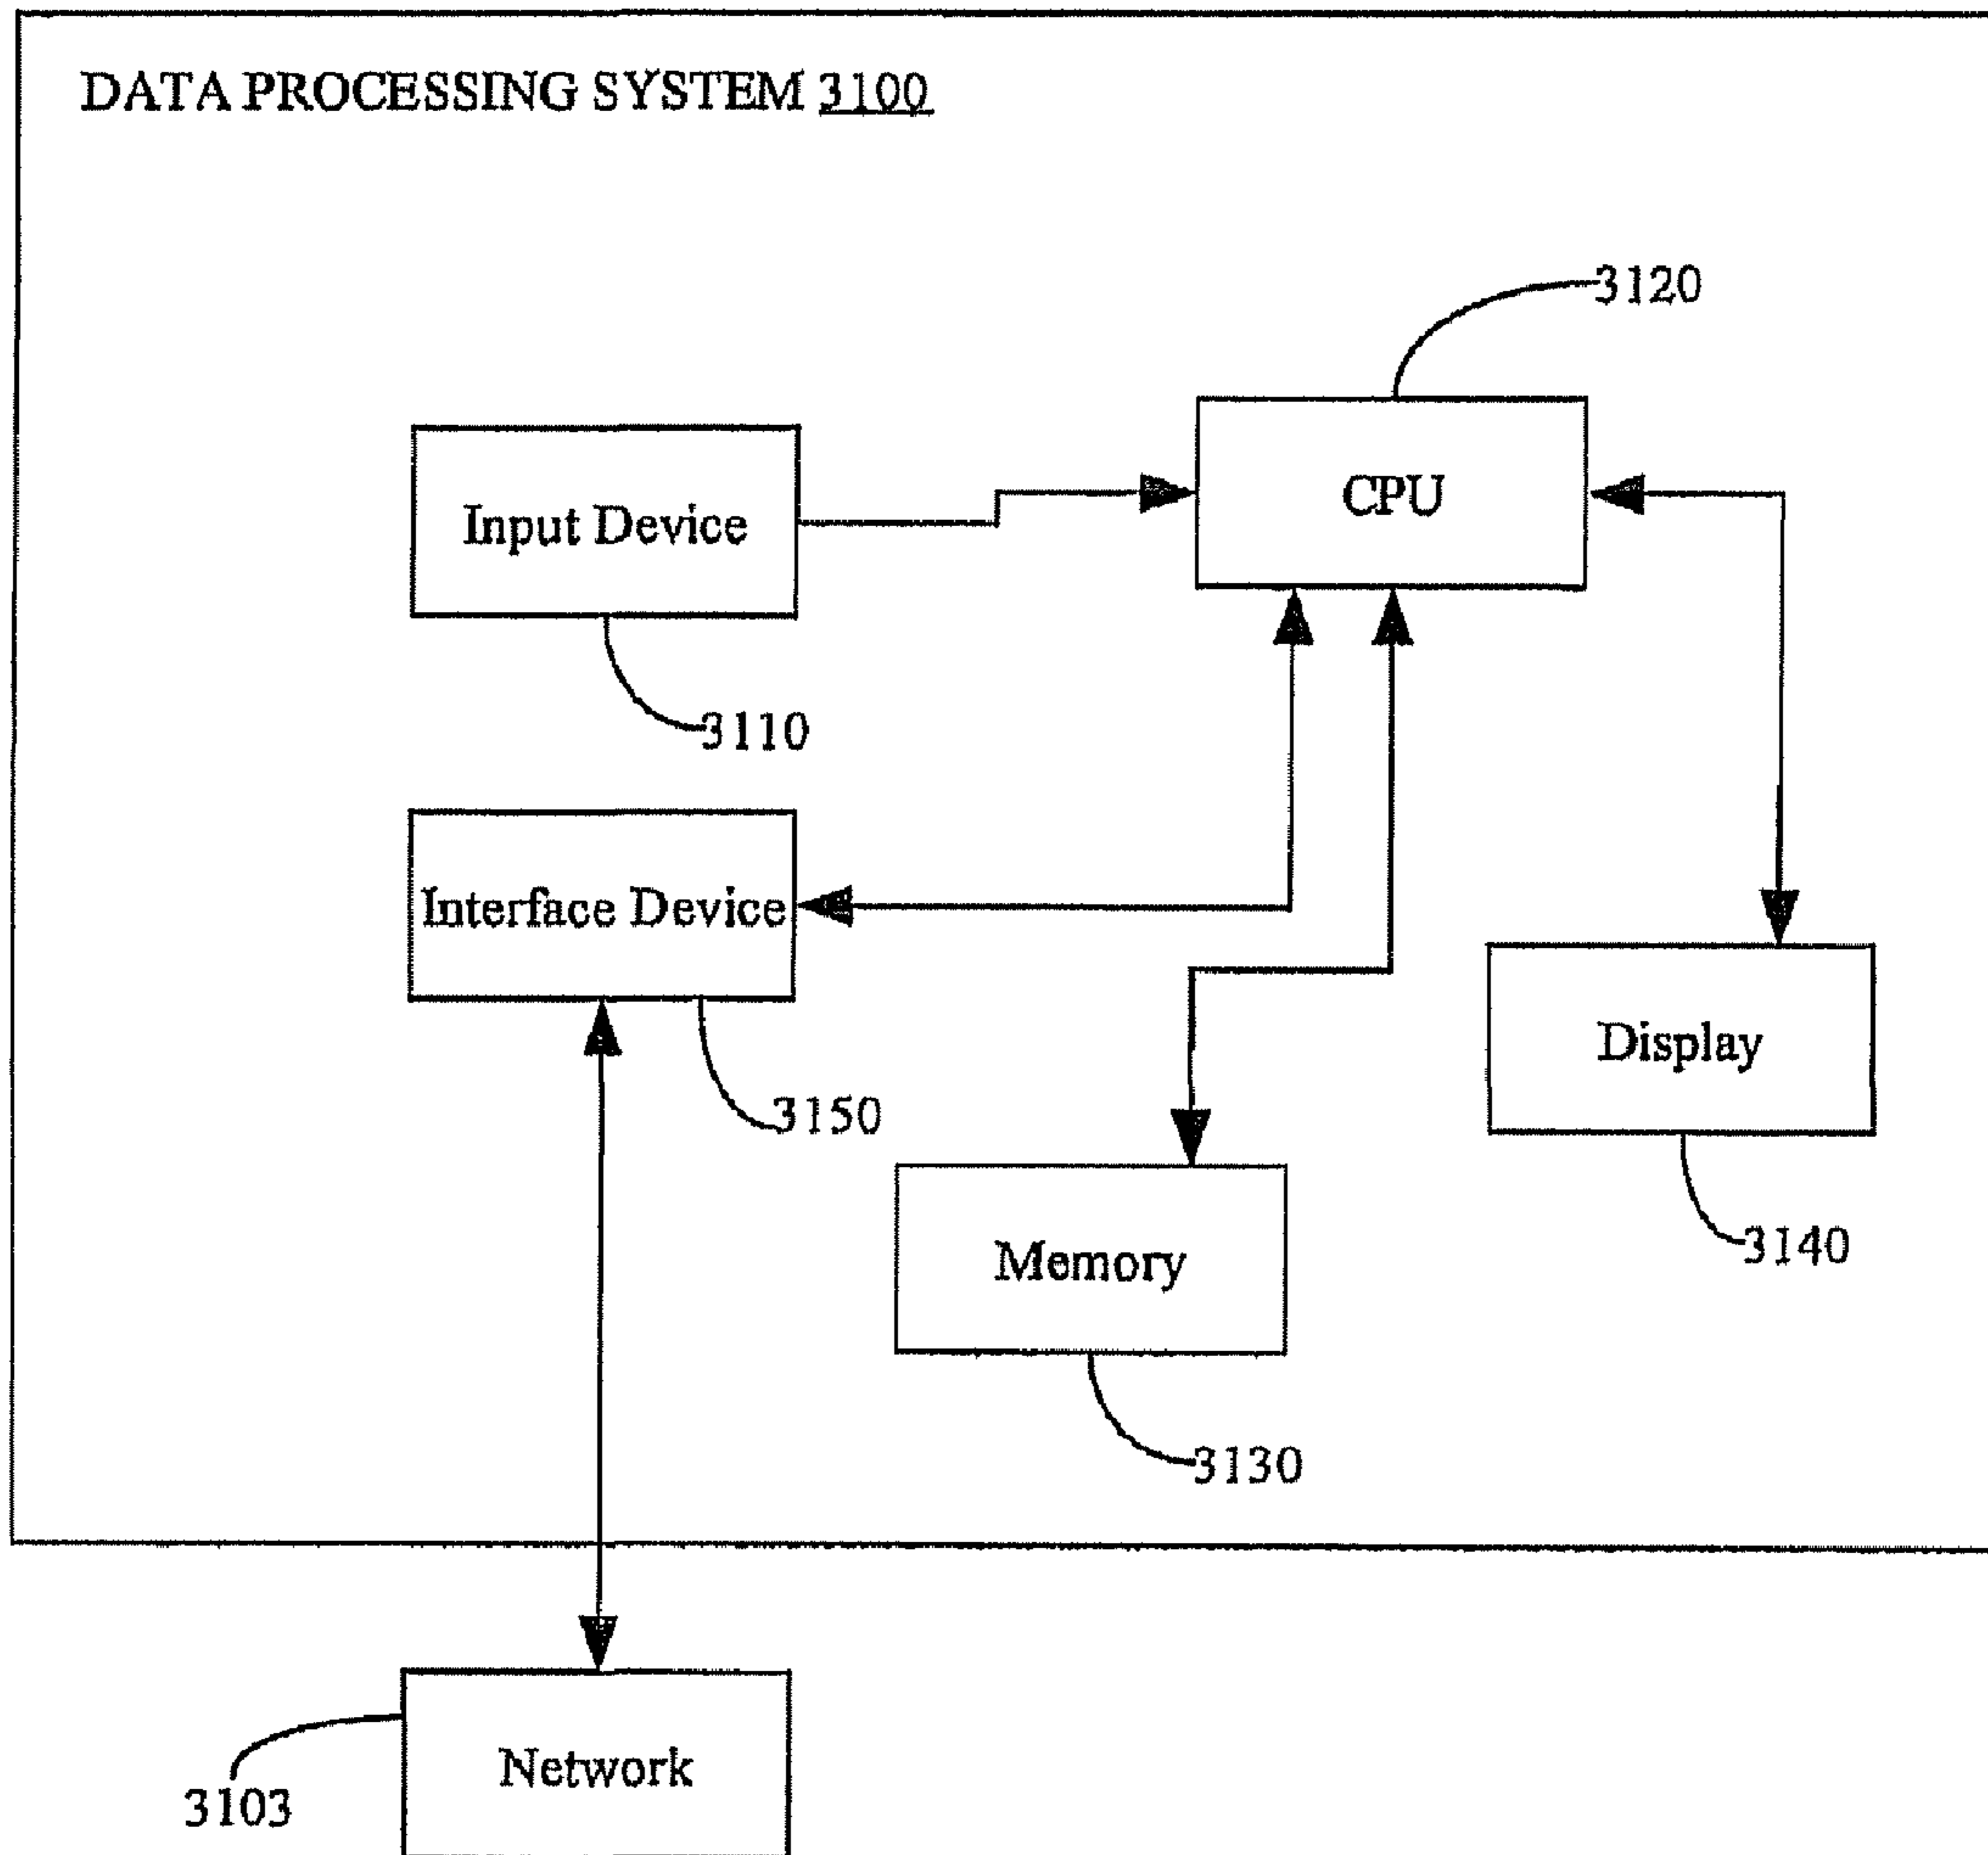 DATA PROCESSING SYSTEM 3100
3120
CPU
Input Device
3110
Interface Device
3150
Display
3140
Memory
3130
Network
3103